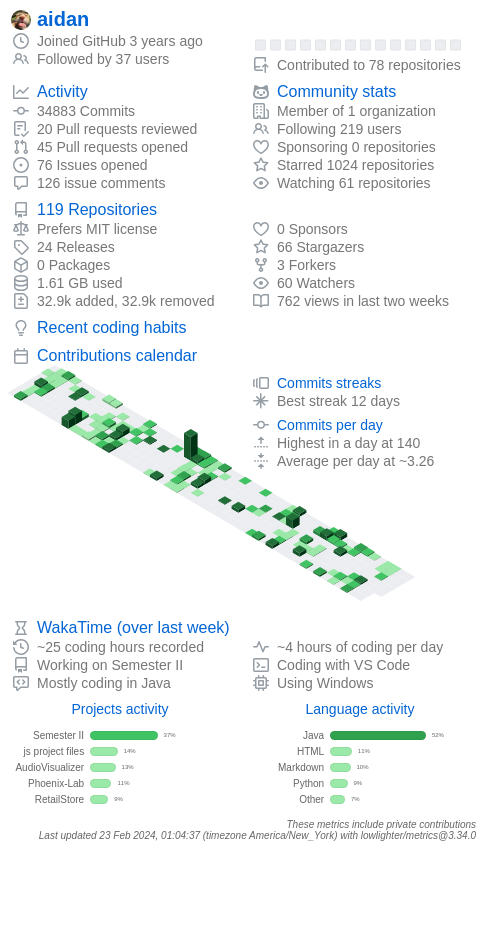 aidan
Joined GitHub 3 years ago
Followed by 37 users
Contributed to 78 repositories
Activity
34883 Commits
20 Pull requests reviewed
45 Pull requests opened
76 Issues opened
126 issue comments
Community stats
Member of 1 organization
Following 219 users
Sponsoring 0 repositories
Starred 1024 repositories
Watching 61 repositories
119 Repositories
Prefers MIT license
24 Releases
0 Packages
1.61 GB used
32.9k added, 32.9k removed
0 Sponsors
66 Stargazers
3 Forkers
60 Watchers
762 views in last two weeks
Recent coding habits
Contributions calendar
Commits streaks
Best streak 12 days
Commits per day
Highest in a day at 140
Average per day at ~3.26
WakaTime (over last week)
~25 coding hours recorded
Working on Semester II
Mostly coding in Java
~4 hours of coding per day
Coding with VS Code
Using Windows
Projects activity
Semester II 37%
js project files 14%
AudioVisualizer 13%
Phoenix-Lab 11%
RetailStore 9%
Language activity
Java 52%
HTML 11%
Markdown 10%
Python 9%
Other 7%
These metrics include private contributions
Last updated 23 Feb 2024, 01:04:37 (timezone America/New_York) with lowlighter/metrics@3.34.0